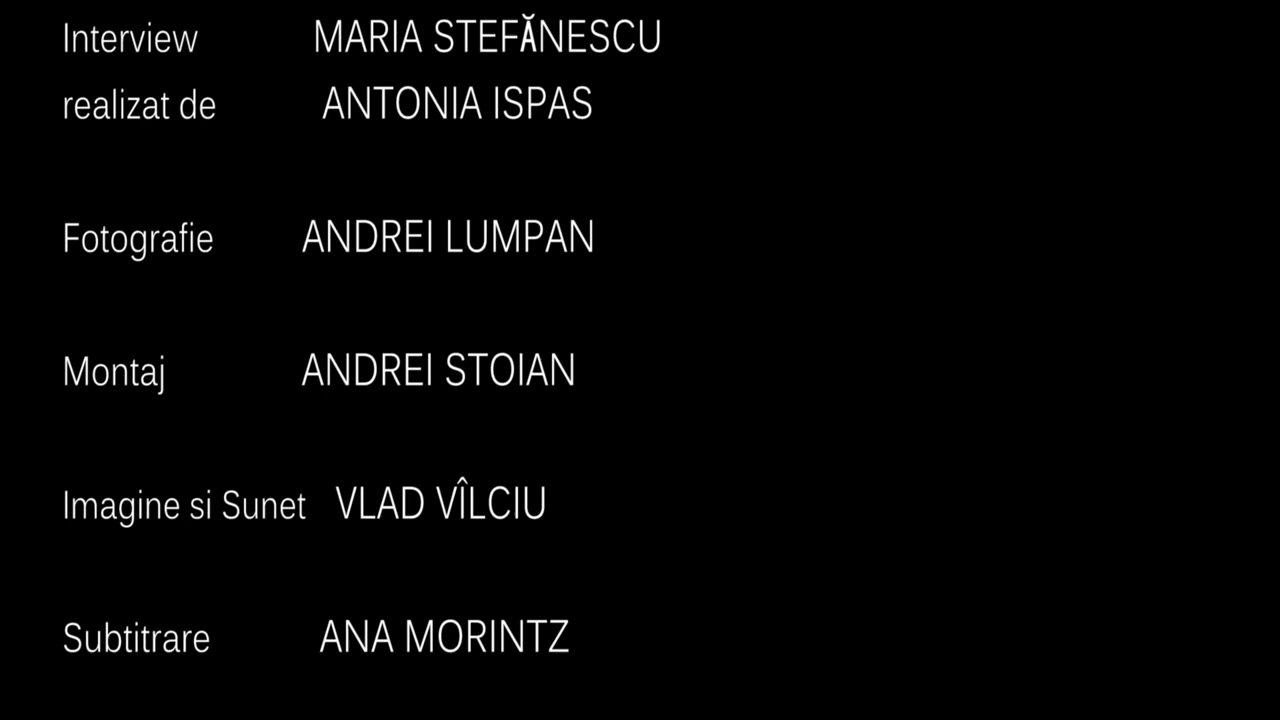 Interview MARIA STEFĂNESCU
realizat de ANTONIA ISPAS
Fotografie ANDREI LUMPAN
Montaj ANDREI STOIAN
Imagine si Sunet VLAD VÎLCIU
Subtitrare ANA MORINTZ